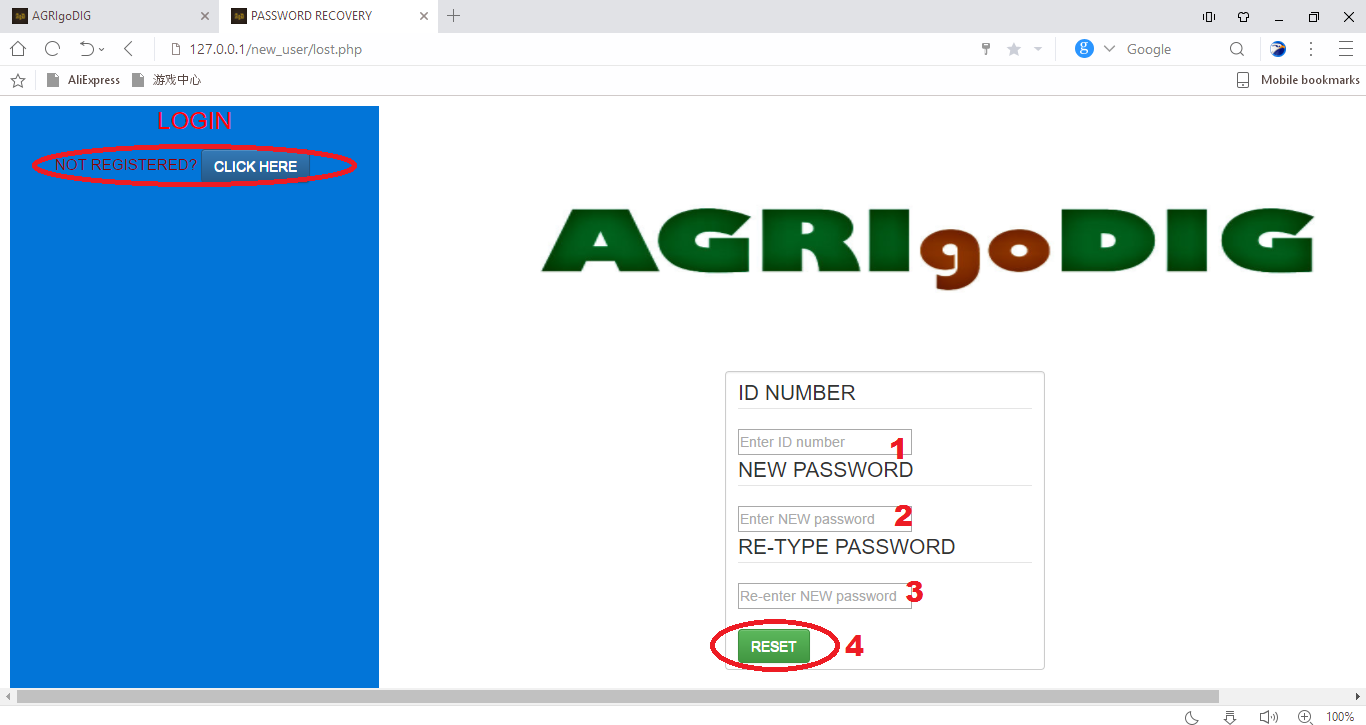 AGRIgoDIG
PASSWORD RECOVERY
127.0.0.1/new_user/lost.php
g
Google
AliExpress
游戏中心
Mobile bookmarks
LOGIN
NOT REGISTERED? CLICK HERE
AGRIgoDIG
ID NUMBER
Enter ID number 1
NEW PASSWORD
Enter NEW password 2
RE-TYPE PASSWORD
Re-enter NEW password 3
RESET 4
100%